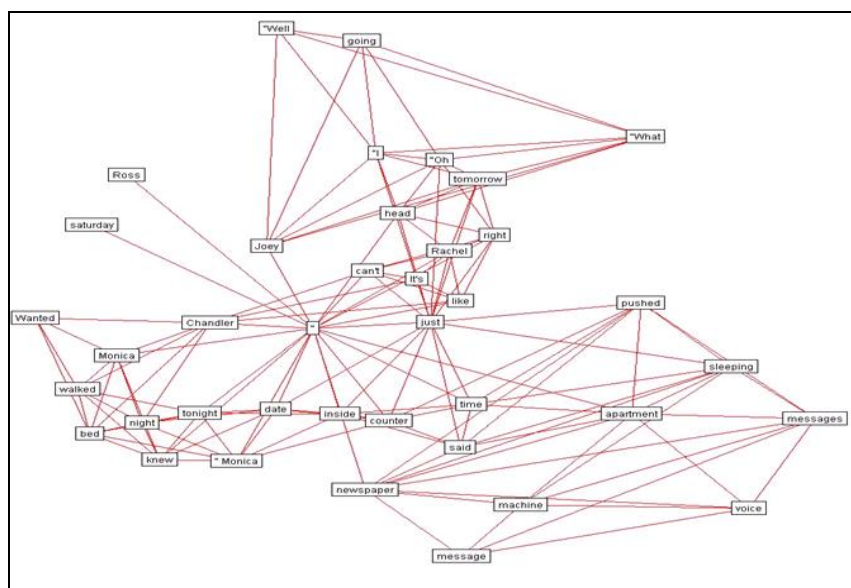 "Well
going
"What
"I
"Oh
Ross
tomorrow
head
saturday
right
Joey
Rachel
can't
It's
like
pushed
Wanted
Chandler
"
just
Monica
sleeping
walked
time
tonight
date
inside
apartment
night
counter
messages
bed
said
knew
" Monica
newspaper
machine
voice
message